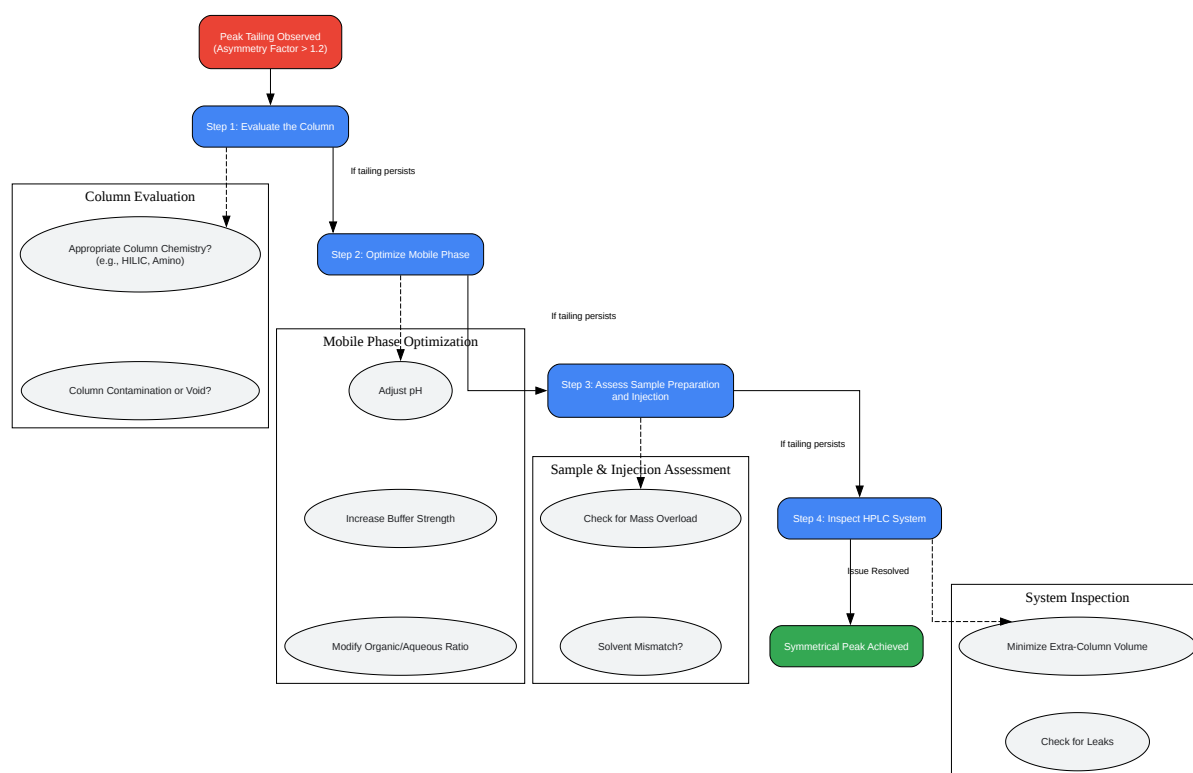 Peak Tailing Observed
(Asymmetry Factor > 1.2)
Step 1: Evaluate the Column
If tailing persists
Column Evaluation
Appropriate Column Chemistry?
(e.g., HILIC, Amino)
Column Contamination or Void?
Step 2: Optimize Mobile Phase
If tailing persists
Mobile Phase Optimization
Adjust pH
Increase Buffer Strength
Modify Organic/Aqueous Ratio
Step 3: Assess Sample Preparation
and Injection
If tailing persists
Sample & Injection Assessment
Check for Mass Overload
Solvent Mismatch?
Step 4: Inspect HPLC System
Issue Resolved
Symmetrical Peak Achieved
System Inspection
Minimize Extra-Column Volume
Check for Leaks